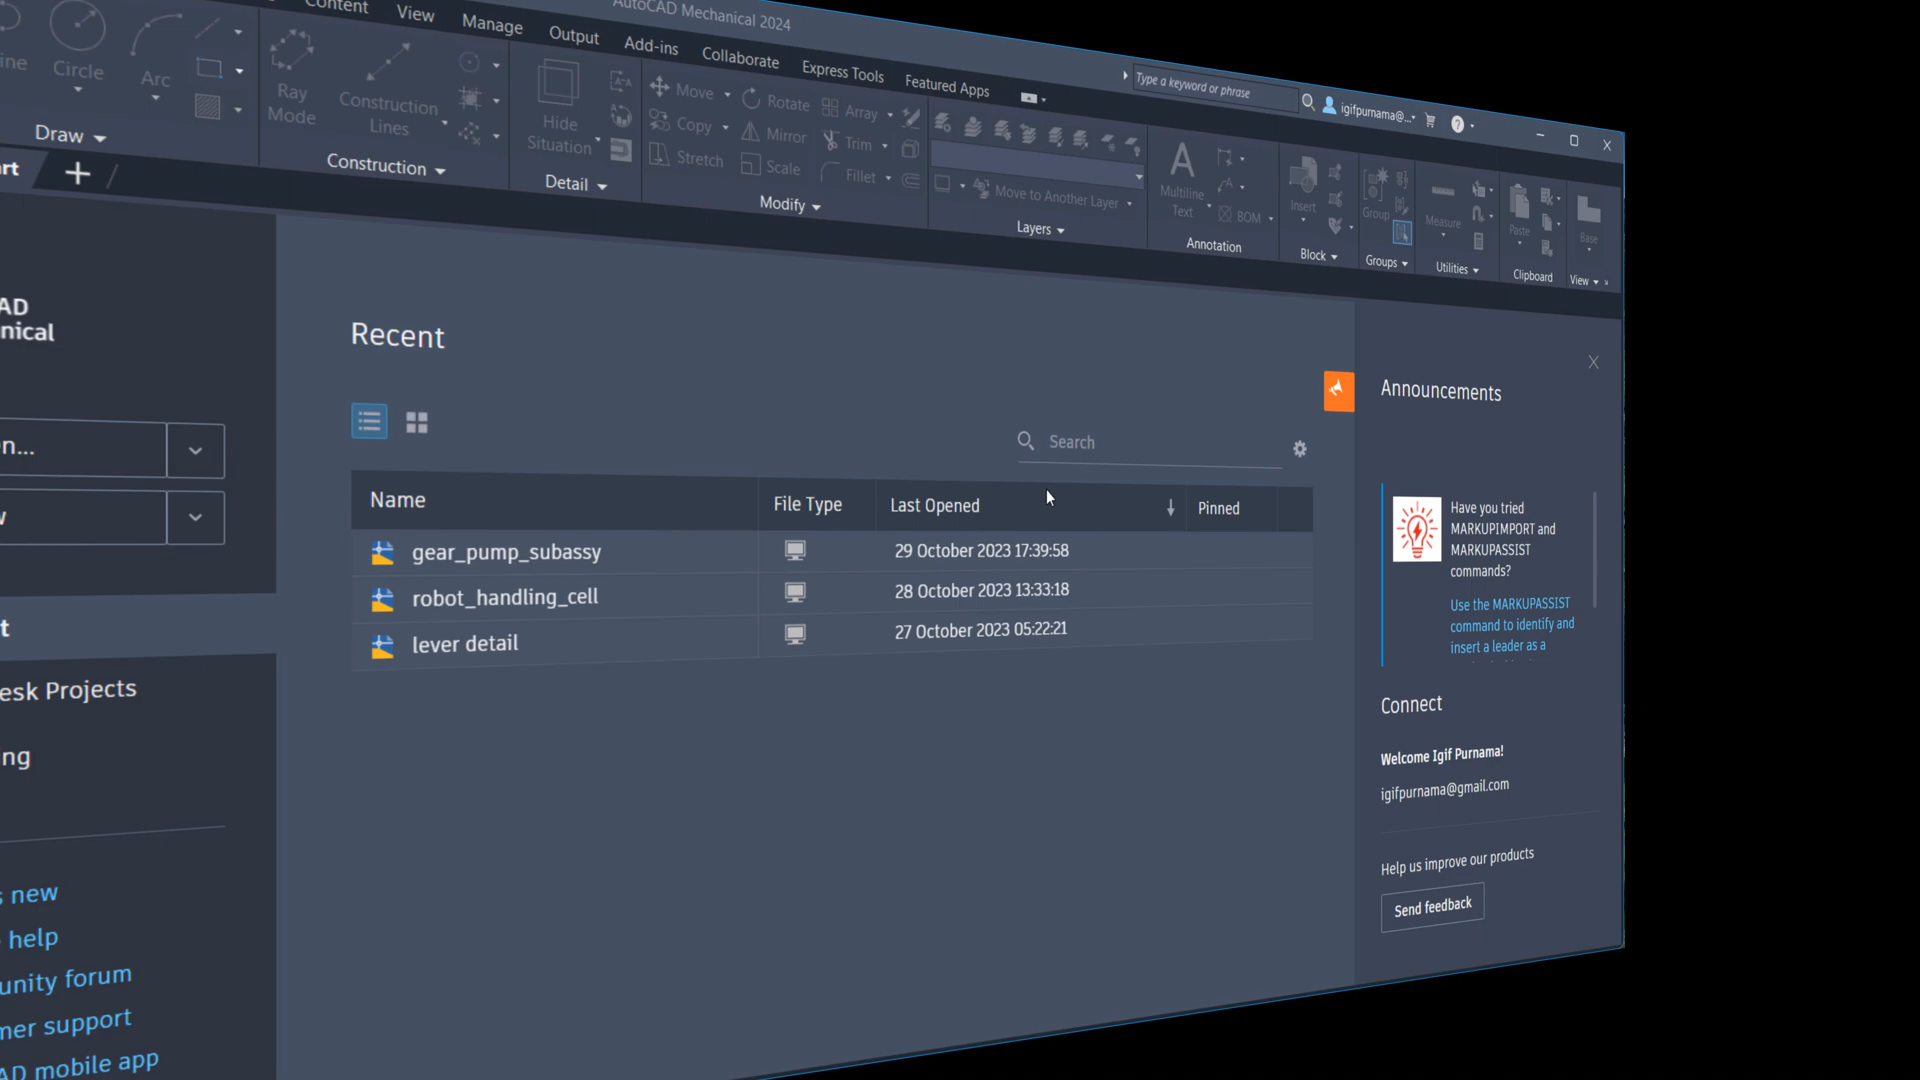 AutoCAD Mechanical 2024
Content
View
Manage
Output
Add-ins
Collaborate
Express Tools
Featured Apps
Type a keyword or phrase
igifpurnama@...
Circle
Arc
Draw
Ray
Mode
Construction
Lines
Construction
Hide
Situation
Detail
Move
Rotate
Array
Copy
Mirror
Trim
Stretch
Scale
Fillet
Modify
Move to Another Layer
Layers
Multiline
Text
BOM
Annotation
Insert
Block
Group
Groups
Measure
Utilities
Paste
Clipboard
Base
View
rt
AD
nical
n...
t
esk Projects
ng
s new
help
unity forum
mer support
AD mobile app
Recent
Search
Name
File Type
Last Opened
Pinned
gear_pump_subassy
29 October 2023 17:39:58
robot_handling_cell
28 October 2023 13:33:18
lever detail
27 October 2023 05:22:21
Announcements
Have you tried
MARKUPIMPORT and
MARKUPASSIST
commands?
Use the MARKUPASSIST
command to identify and
insert a leader as a
Connect
Welcome Igif Purnama!
igifpurnama@gmail.com
Help us improve our products
Send feedback